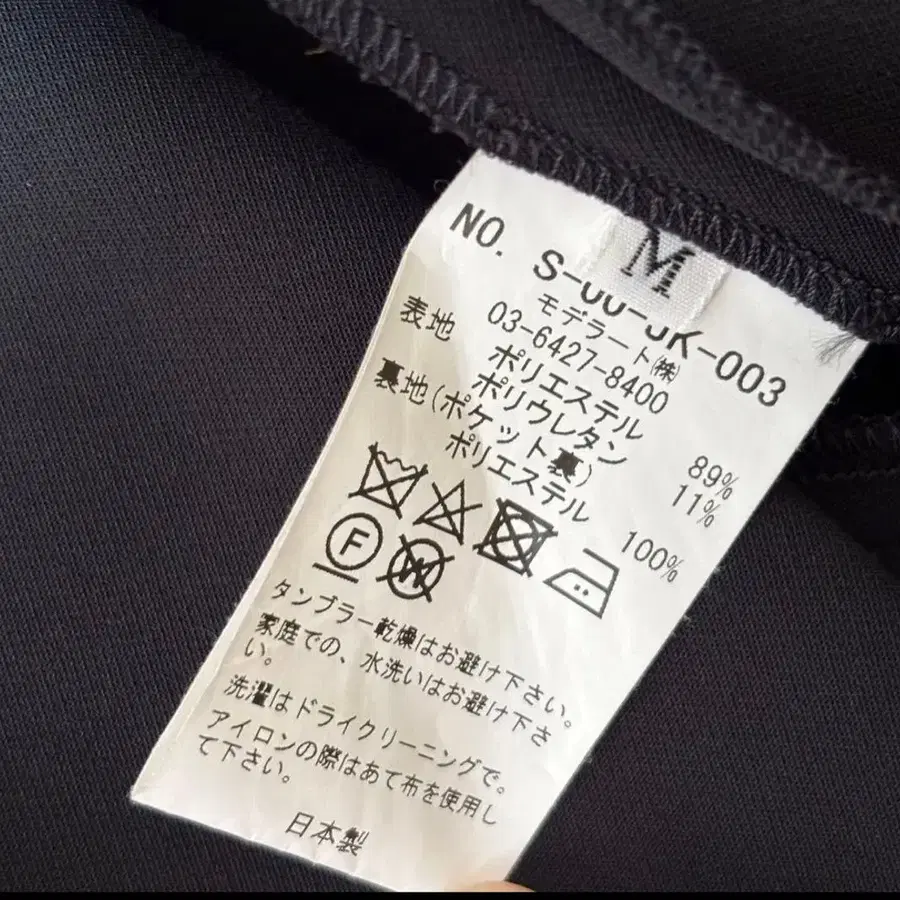 M
NO. S-00-JK-003
モデラート㈱
03-6427-8400
表地 ポリエステル 89%
ポリウレタン 11%
裏地(ポケット裏)
ポリエステル 100%
F
W
タンブラー乾燥はお避け下さい。
家庭での、水洗いはお避け下さ
い。
洗濯はドライクリーニングで。
アイロンの際はあて布を使用し
て下さい。
日本製